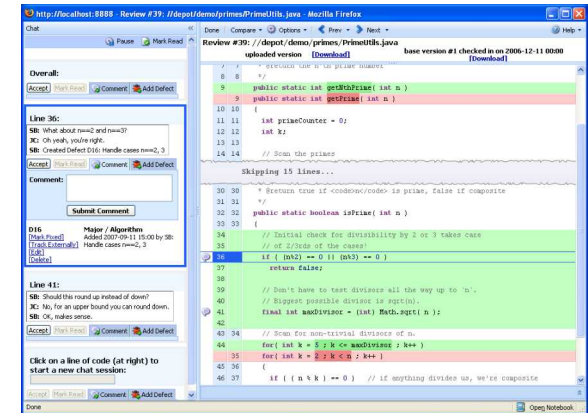 http://localhost:8888 - Review #39: //depot/demo/primes/PrimeUtils.java - Mozilla Firefox
Chat
Pause Mark Read
Overall:
Accept Mark Read Comment Add Defect
Line 36:
SB: What about n==2 and n==3?
JC: Oh yeah, you're right.
SB: Created Defect D16: Handle cases n==2, 3
Accept Mark Read Comment Add Defect
Comment:
Submit Comment
D16 Major / Algorithm
[Mark Fixed] Added 2007-09-11 15:00 by SB:
[Track Externally] Handle cases n==2, 3
[Edit]
[Delete]
Line 41:
SB: Should this round up instead of down?
JC: No, for an upper bound you can round down.
SB: OK, makes sense.
Accept Mark Read Comment Add Defect
Click on a line of code (at right) to
start a new chat session:
Accept Mark Read Comment Add Defect
Done Compare Options Prev Next Help
Review #39: //depot/demo/primes/PrimeUtils.java
uploaded version [Download] base version #1 checked in on 2006-12-11 00:00
[Download]
7 7 * @return the n'th prime number
8 8 */
9 public static int getNthPrime( int n )
9 public static int getPrime( int n )
10 10 {
11 11 int primeCounter = 0;
12 12 int k;
13 13
14 14 // Scan the primes
Skipping 15 Lines...
30 30 * @return true if <code>n</code> is prime, false if composite
31 31 */
32 32 public static boolean isPrime( int n )
33 33 {
34 // Initial check for divisibility by 2 or 3 takes care
35 // of 2/3rds of the cases!
36 if ( (n%2) == 0 || (n%3) == 0 )
37 return false;
38
39 // Don't have to test divisors all the way up to 'n'.
40 // Biggest possible divisor is sqrt(n).
41 final int maxDivisor = (int) Math.sqrt( n );
42
43 34 // Scan for non-trivial divisors of n.
44 for( int k = 5 ; k <= maxDivisor ; k++ )
35 for( int k = 2 ; k < n ; k++ )
45 36 {
46 37 if ( ( n % k ) == 0 ) // if anything divides us, we're composite
Done
Open Notebook